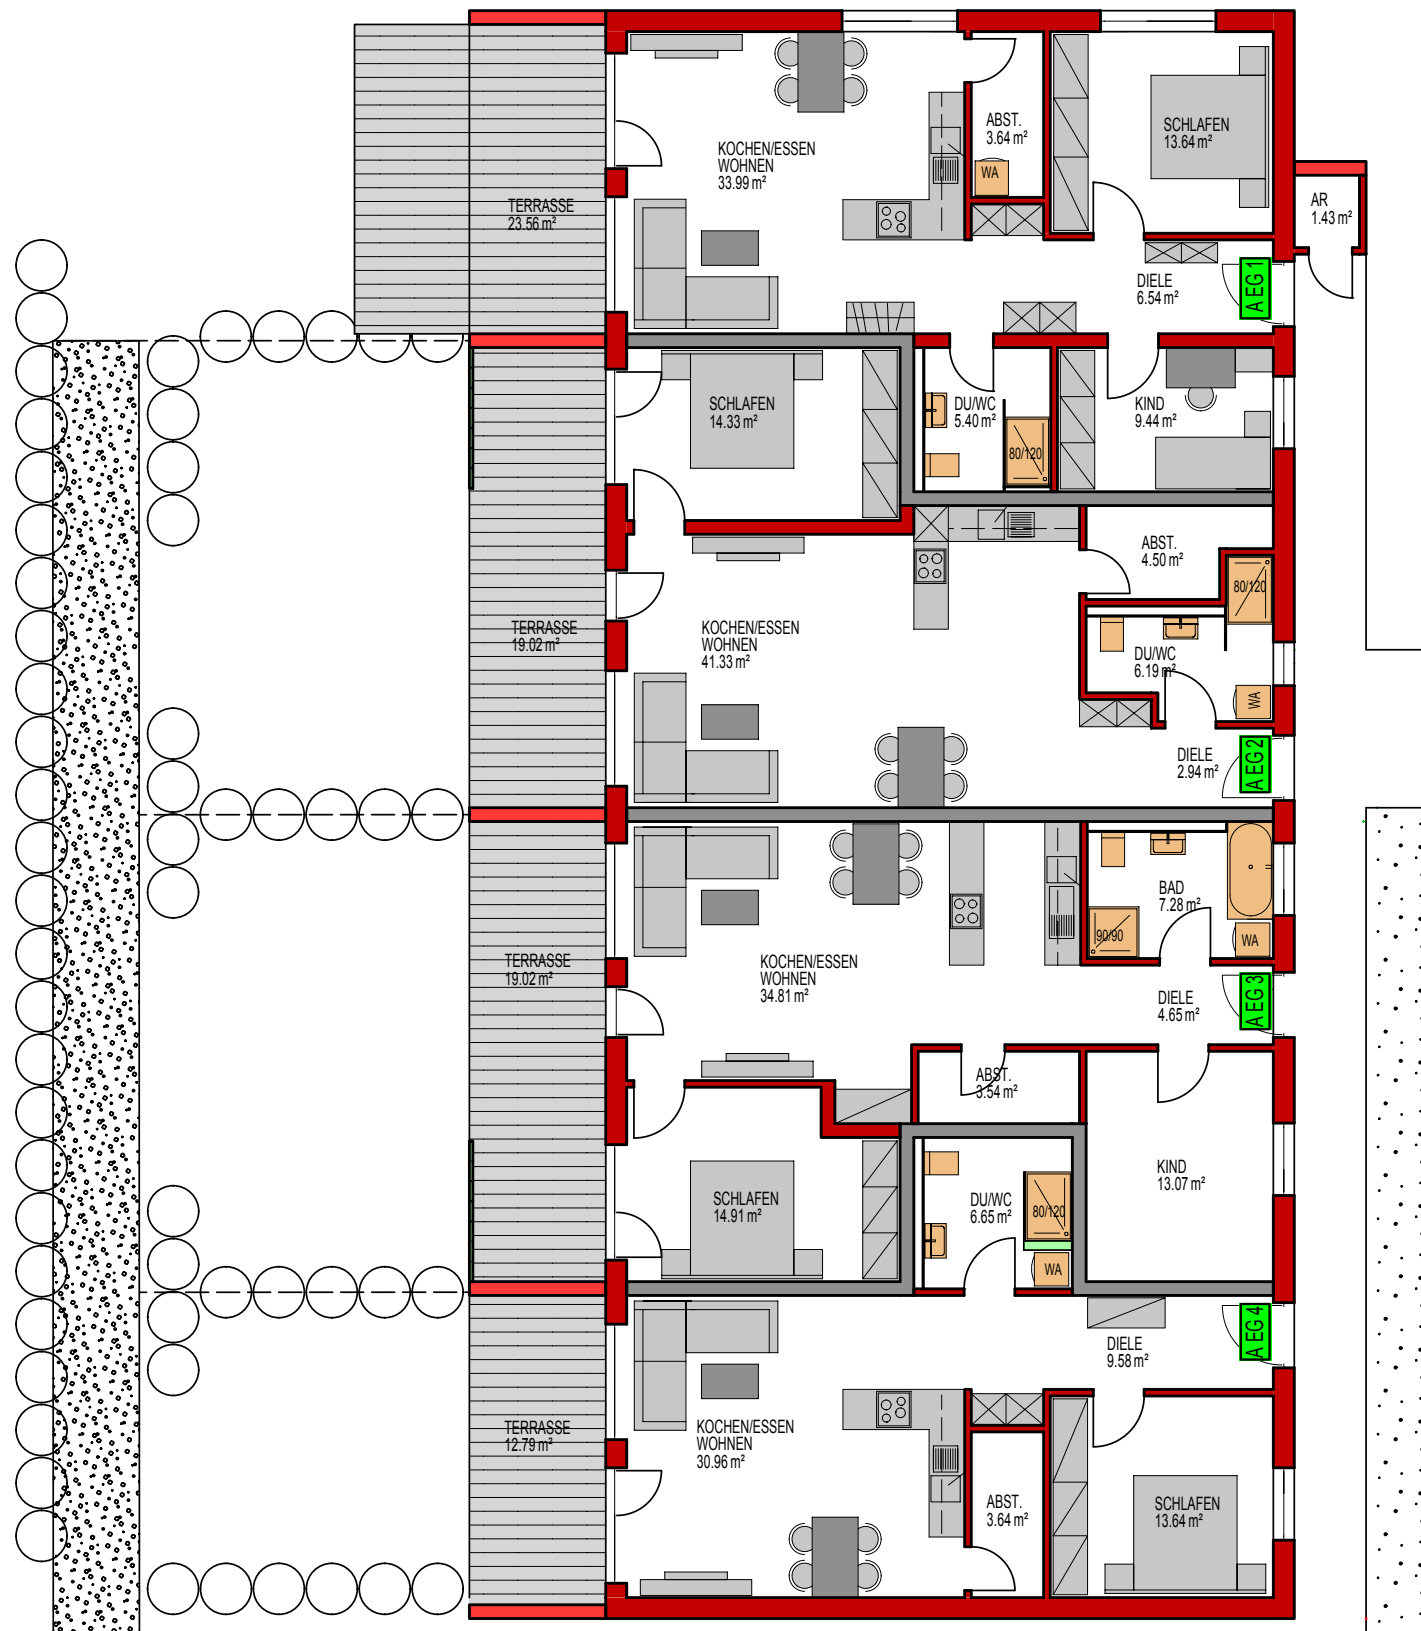 KOCHEN/ESSEN
WOHNEN
33.99 m²
ABST.
3.64 m²
WA
SCHLAFEN
13.64 m²
AR
1.43 m²
TERRASSE
23.56 m²
DIELE
6.54 m²
A EG 1
SCHLAFEN
14.33 m²
DU/WC
5.40 m²
80/120
KIND
9.44 m²
ABST.
4.50 m²
80/120
TERRASSE
19.02 m²
KOCHEN/ESSEN
WOHNEN
41.33 m²
DU/WC
6.19 m²
WA
DIELE
2.94 m²
A EG 2
BAD
7.28 m²
90/90
WA
TERRASSE
19.02 m²
KOCHEN/ESSEN
WOHNEN
34.81 m²
DIELE
4.65 m²
A EG 3
ABST.
3.54 m²
KIND
13.07 m²
SCHLAFEN
14.91 m²
DU/WC
6.65 m²
80/120
WA
DIELE
9.58 m²
A EG 4
TERRASSE
12.79 m²
KOCHEN/ESSEN
WOHNEN
30.96 m²
ABST.
3.64 m²
SCHLAFEN
13.64 m²